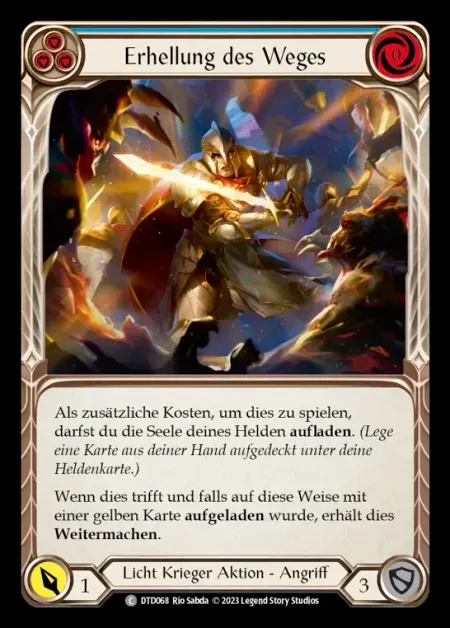 Erhellung des Weges
0
Als zusätzliche Kosten, um dies zu spielen,
darfst du die Seele deines Helden aufladen. (Lege
eine Karte aus deiner Hand aufgedeckt unter deine
Heldenkarte.)
Wenn dies trifft und falls auf diese Weise mit
einer gelben Karte aufgeladen wurde, erhält dies
Weitermachen.
1
Licht Krieger Aktion - Angriff
3
C DTD068 Rio Sabda © 2023 Legend Story Studios